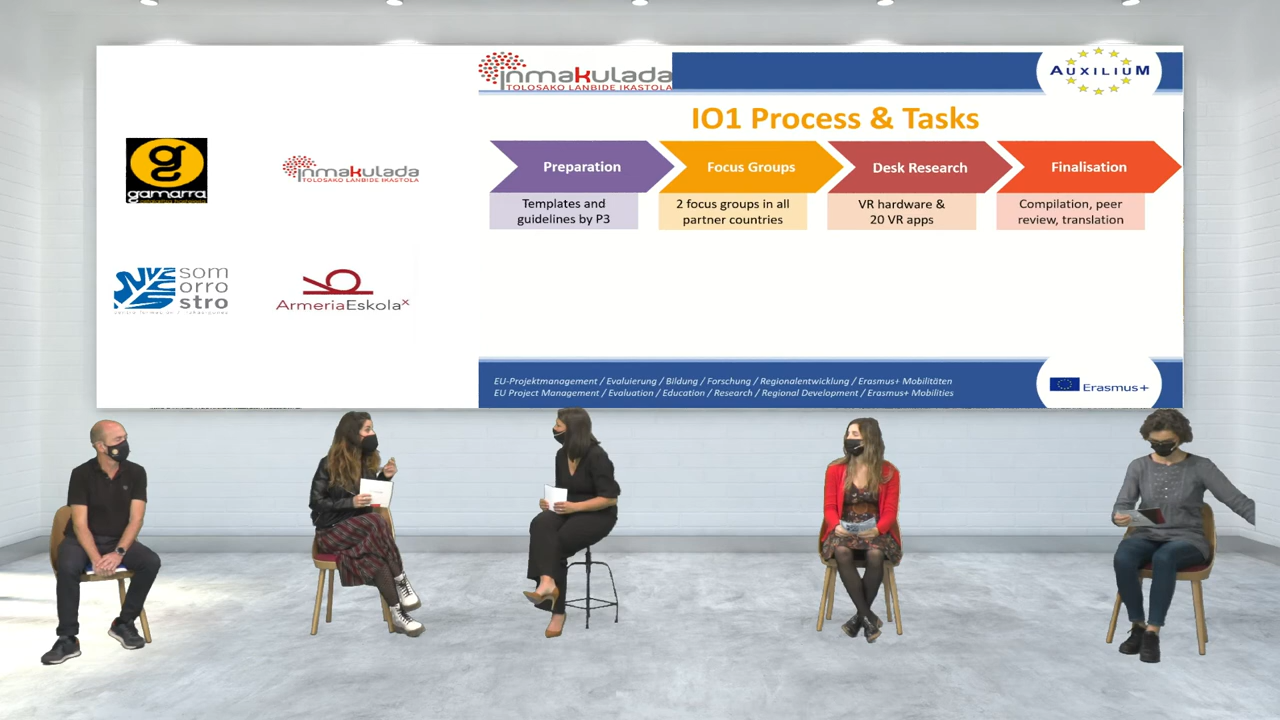 gamarra
inmakulada
TOLOSAKO LANBIDE IKASTOLA
som
orro
stro
ArmeriaEskolax
inmakulada
TOLOSAKO LANBIDE IKASTOLA
AUXILIUM
IO1 Process & Tasks
Preparation
Focus Groups
Desk Research
Finalisation
Templates and
guidelines by P3
2 focus groups in all
partner countries
VR hardware &
20 VR apps
Compilation, peer
review, translation
EU-Projektmanagement / Evaluierung / Bildung / Forschung / Regionalentwicklung / Erasmus+ Mobilitäten
EU Project Management / Evaluation / Education / Research / Regional Development / Erasmus+ Mobilities
Erasmus+